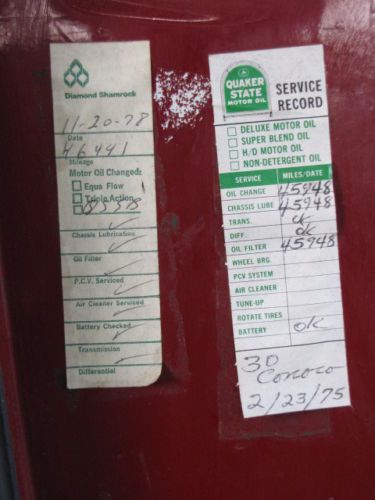 Diamond Shamrock
11-20-78
Date
46441
Mileage
Motor Oil Changed:
Equa Flow
Triple Action
Chassis Lubrication
Oil Filter
P.C.V. Serviced
Air Cleaner Serviced
Battery Checked
Transmission
Differential
QUAKER
STATE
MOTOR OIL
SERVICE
RECORD
DELUXE MOTOR OIL
SUPER BLEND OIL
H/D MOTOR OIL
NON-DETERGENT OIL
SERVICE MILES/DATE
OIL CHANGE 45948
CHASSIS LUBE 45948
TRANS. ok
DIFF. ok
OIL FILTER 45948
WHEEL BRG
PCV SYSTEM
AIR CLEANER
TUNE-UP
ROTATE TIRES
BATTERY OK
30
Conoco
2/23/75